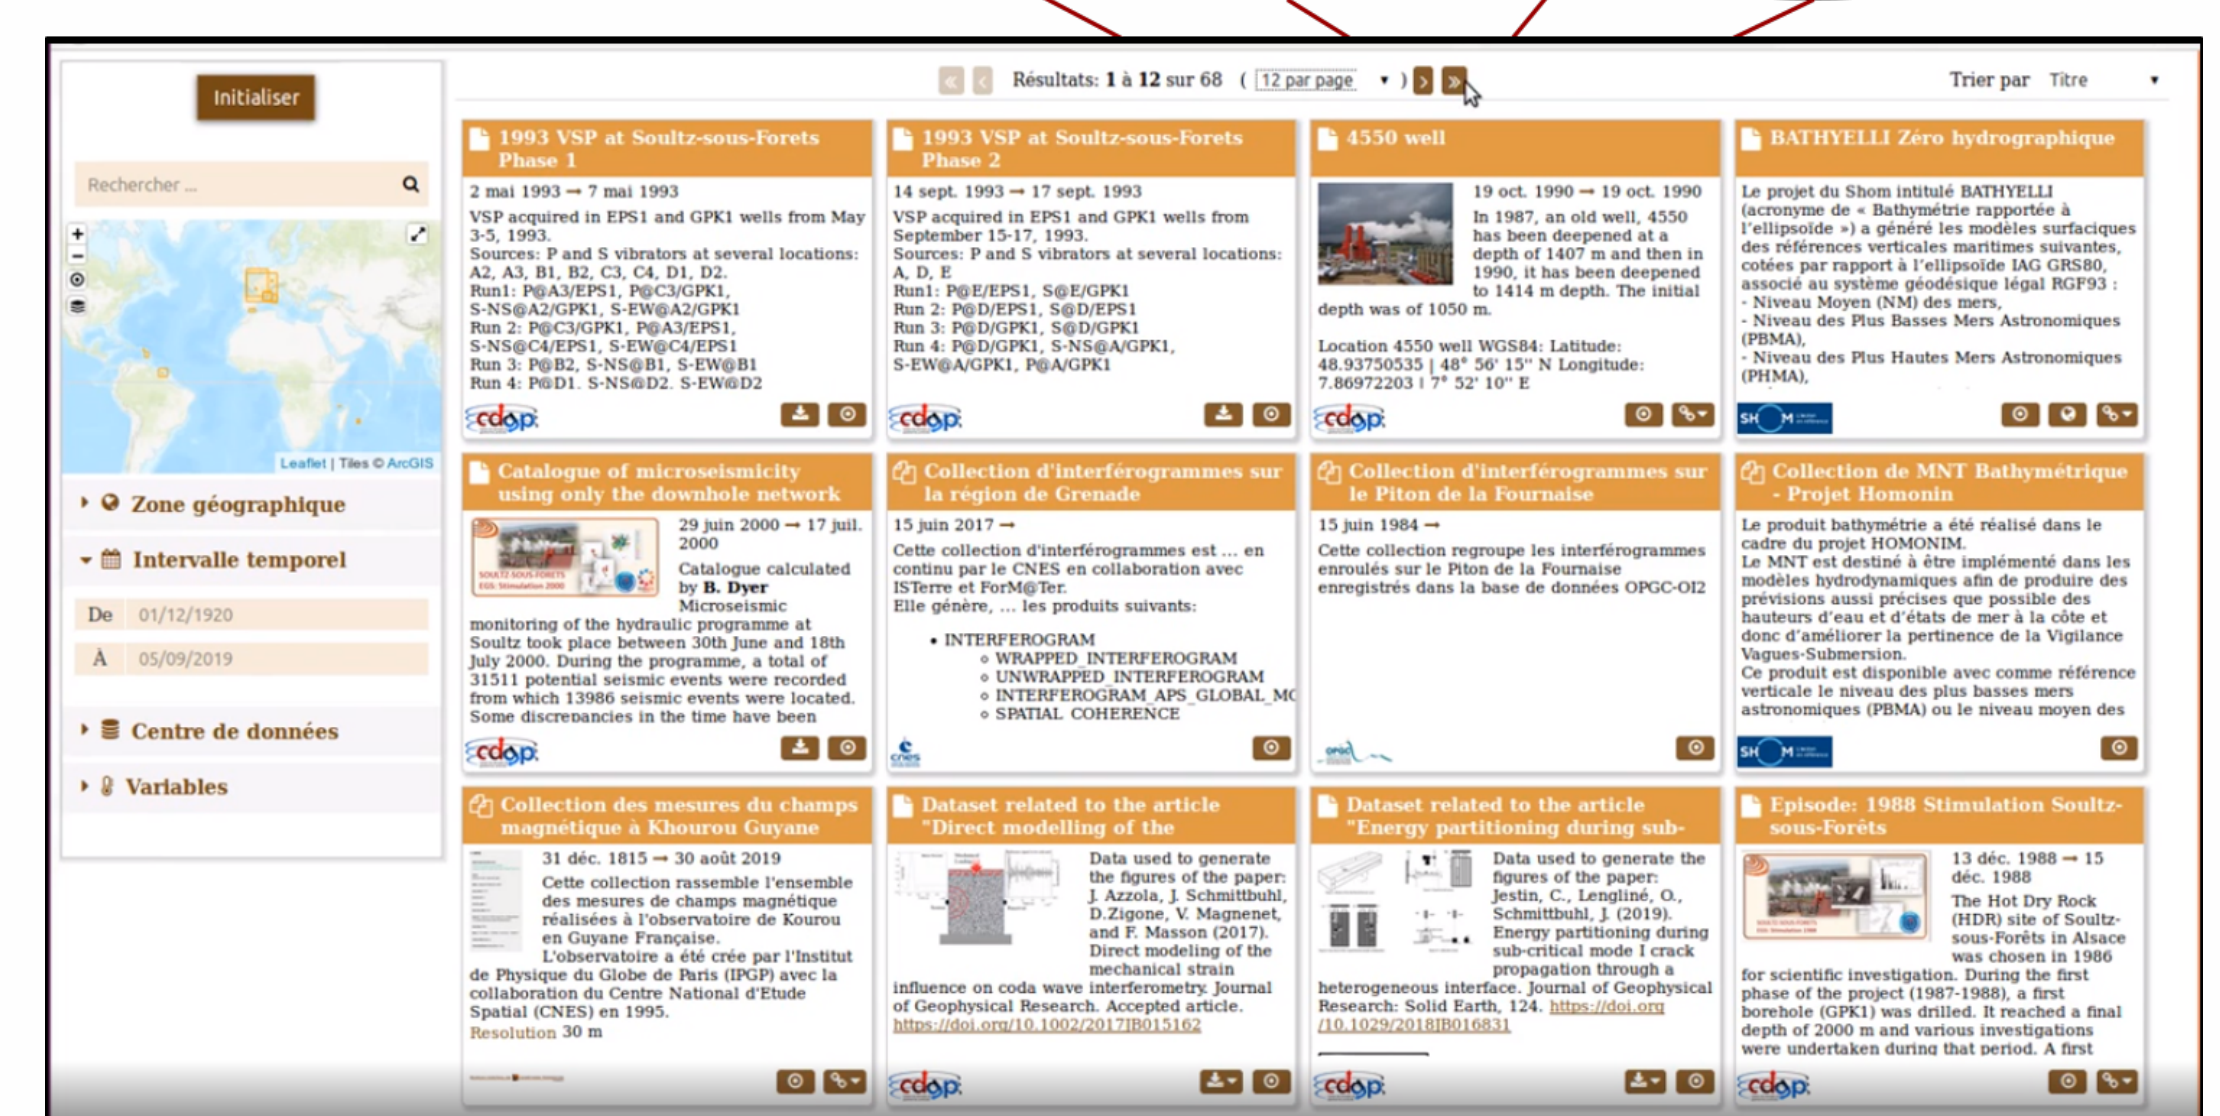 Initialiser
Rechercher ...
+
−
Leaflet | Tiles © ArcGIS
Zone géographique
Intervalle temporel
De 01/12/1920
À 05/09/2019
Centre de données
Variables
« ‹ Résultats: 1 à 12 sur 68 ( 12 par page ▾ ) › »
Trier par Titre
1993 VSP at Soultz-sous-Forets
Phase 1
2 mai 1993 → 7 mai 1993
VSP acquired in EPS1 and GPK1 wells from May
3-5, 1993.
Sources: P and S vibrators at several locations:
A2, A3, B1, B2, C3, C4, D1, D2.
Run1: P@A3/EPS1, P@C3/GPK1,
S-NS@A2/GPK1, S-EW@A2/GPK1
Run 2: P@C3/GPK1, P@A3/EPS1,
S-NS@C4/EPS1, S-EW@C4/EPS1
Run 3: P@B2, S-NS@B1, S-EW@B1
Run 4: P@D1. S-NS@D2. S-EW@D2
cdgp
1993 VSP at Soultz-sous-Forets
Phase 2
14 sept. 1993 → 17 sept. 1993
VSP acquired in EPS1 and GPK1 wells from
September 15-17, 1993.
Sources: P and S vibrators at several locations:
A, D, E
Run1: P@E/EPS1, S@E/GPK1
Run 2: P@D/EPS1, S@D/EPS1
Run 3: P@D/GPK1, S@D/GPK1
Run 4: P@D/GPK1, S-NS@A/GPK1,
S-EW@A/GPK1, P@A/GPK1
cdgp
4550 well
19 oct. 1990 → 19 oct. 1990
In 1987, an old well, 4550
has been deepened at a
depth of 1407 m and then in
1990, it has been deepened
to 1414 m depth. The initial
depth was of 1050 m.
Location 4550 well WGS84: Latitude:
48.93750535 | 48° 56' 15'' N Longitude:
7.86972203 | 7° 52' 10'' E
cdgp
BATHYELLI Zéro hydrographique
Le projet du Shom intitulé BATHYELLI
(acronyme de « Bathymétrie rapportée à
l'ellipsoïde ») a généré les modèles surfaciques
des références verticales maritimes suivantes,
cotées par rapport à l'ellipsoïde IAG GRS80,
associé au système géodésique légal RGF93 :
- Niveau Moyen (NM) des mers,
- Niveau des Plus Basses Mers Astronomiques
(PBMA),
- Niveau des Plus Hautes Mers Astronomiques
(PHMA),
SHOM
Catalogue of microseismicity
using only the downhole network
SOULTZ-SOUS-FORETS
EGS: Stimulation 2000
29 juin 2000 → 17 juil.
2000
Catalogue calculated
by B. Dyer
Microseismic
monitoring of the hydraulic programme at
Soultz took place between 30th June and 18th
July 2000. During the programme, a total of
31511 potential seismic events were recorded
from which 13986 seismic events were located.
Some discrepancies in the time have been
cdgp
Collection d'interférogrammes sur
la région de Grenade
15 juin 2017 →
Cette collection d'interférogrammes est ... en
continu par le CNES en collaboration avec
ISTerre et ForM@Ter.
Elle génère, ... les produits suivants:
• INTERFEROGRAM
◦ WRAPPED_INTERFEROGRAM
◦ UNWRAPPED_INTERFEROGRAM
◦ INTERFEROGRAM_APS_GLOBAL_MO
◦ SPATIAL COHERENCE
cnes
Collection d'interférogrammes sur
le Piton de la Fournaise
15 juin 1984 →
Cette collection regroupe les interférogrammes
enroulés sur le Piton de la Fournaise
enregistrés dans la base de données OPGC-OI2
OPGC
Collection de MNT Bathymétrique
- Projet Homonin
Le produit bathymétrie a été réalisé dans le
cadre du projet HOMONIM.
Le MNT est destiné à être implémenté dans les
modèles hydrodynamiques afin de produire des
prévisions aussi précises que possible des
hauteurs d'eau et d'états de mer à la côte et
donc d'améliorer la pertinence de la Vigilance
Vagues-Submersion.
Ce produit est disponible avec comme référence
verticale le niveau des plus basses mers
astronomiques (PBMA) ou le niveau moyen des
SHOM
Collection des mesures du champs
magnétique à Khourou Guyane
31 déc. 1815 → 30 août 2019
Cette collection rassemble l'ensemble
des mesures de champs magnétique
réalisées à l'observatoire de Kourou
en Guyane Française.
L'observatoire a été crée par l'Institut
de Physique du Globe de Paris (IPGP) avec la
collaboration du Centre National d'Etude
Spatial (CNES) en 1995.
Resolution 30 m
Dataset related to the article
"Direct modelling of the
Data used to generate
the figures of the paper:
J. Azzola, J. Schmittbuhl,
D.Zigone, V. Magnenet,
and F. Masson (2017).
Direct modeling of the
mechanical strain
influence on coda wave interferometry. Journal
of Geophysical Research. Accepted article.
https://doi.org/10.1002/2017JB015162
cdgp
Dataset related to the article
"Energy partitioning during sub-
Data used to generate the
figures of the paper:
Jestin, C., Lengliné, O.,
Schmittbuhl, J. (2019).
Energy partitioning during
sub-critical mode I crack
propagation through a
heterogeneous interface. Journal of Geophysical
Research: Solid Earth, 124. https://doi.org
/10.1029/2018JB016831
cdgp
Episode: 1988 Stimulation Soultz-
sous-Forêts
SOULTZ-SOUS-FORETS
EGS: Stimulation 1988
13 déc. 1988 → 15
déc. 1988
The Hot Dry Rock
(HDR) site of Soultz-
sous-Forêts in Alsace
was chosen in 1986
for scientific investigation. During the first
phase of the project (1987-1988), a first
borehole (GPK1) was drilled. It reached a final
depth of 2000 m and various investigations
were undertaken during that period. A first
cdgp